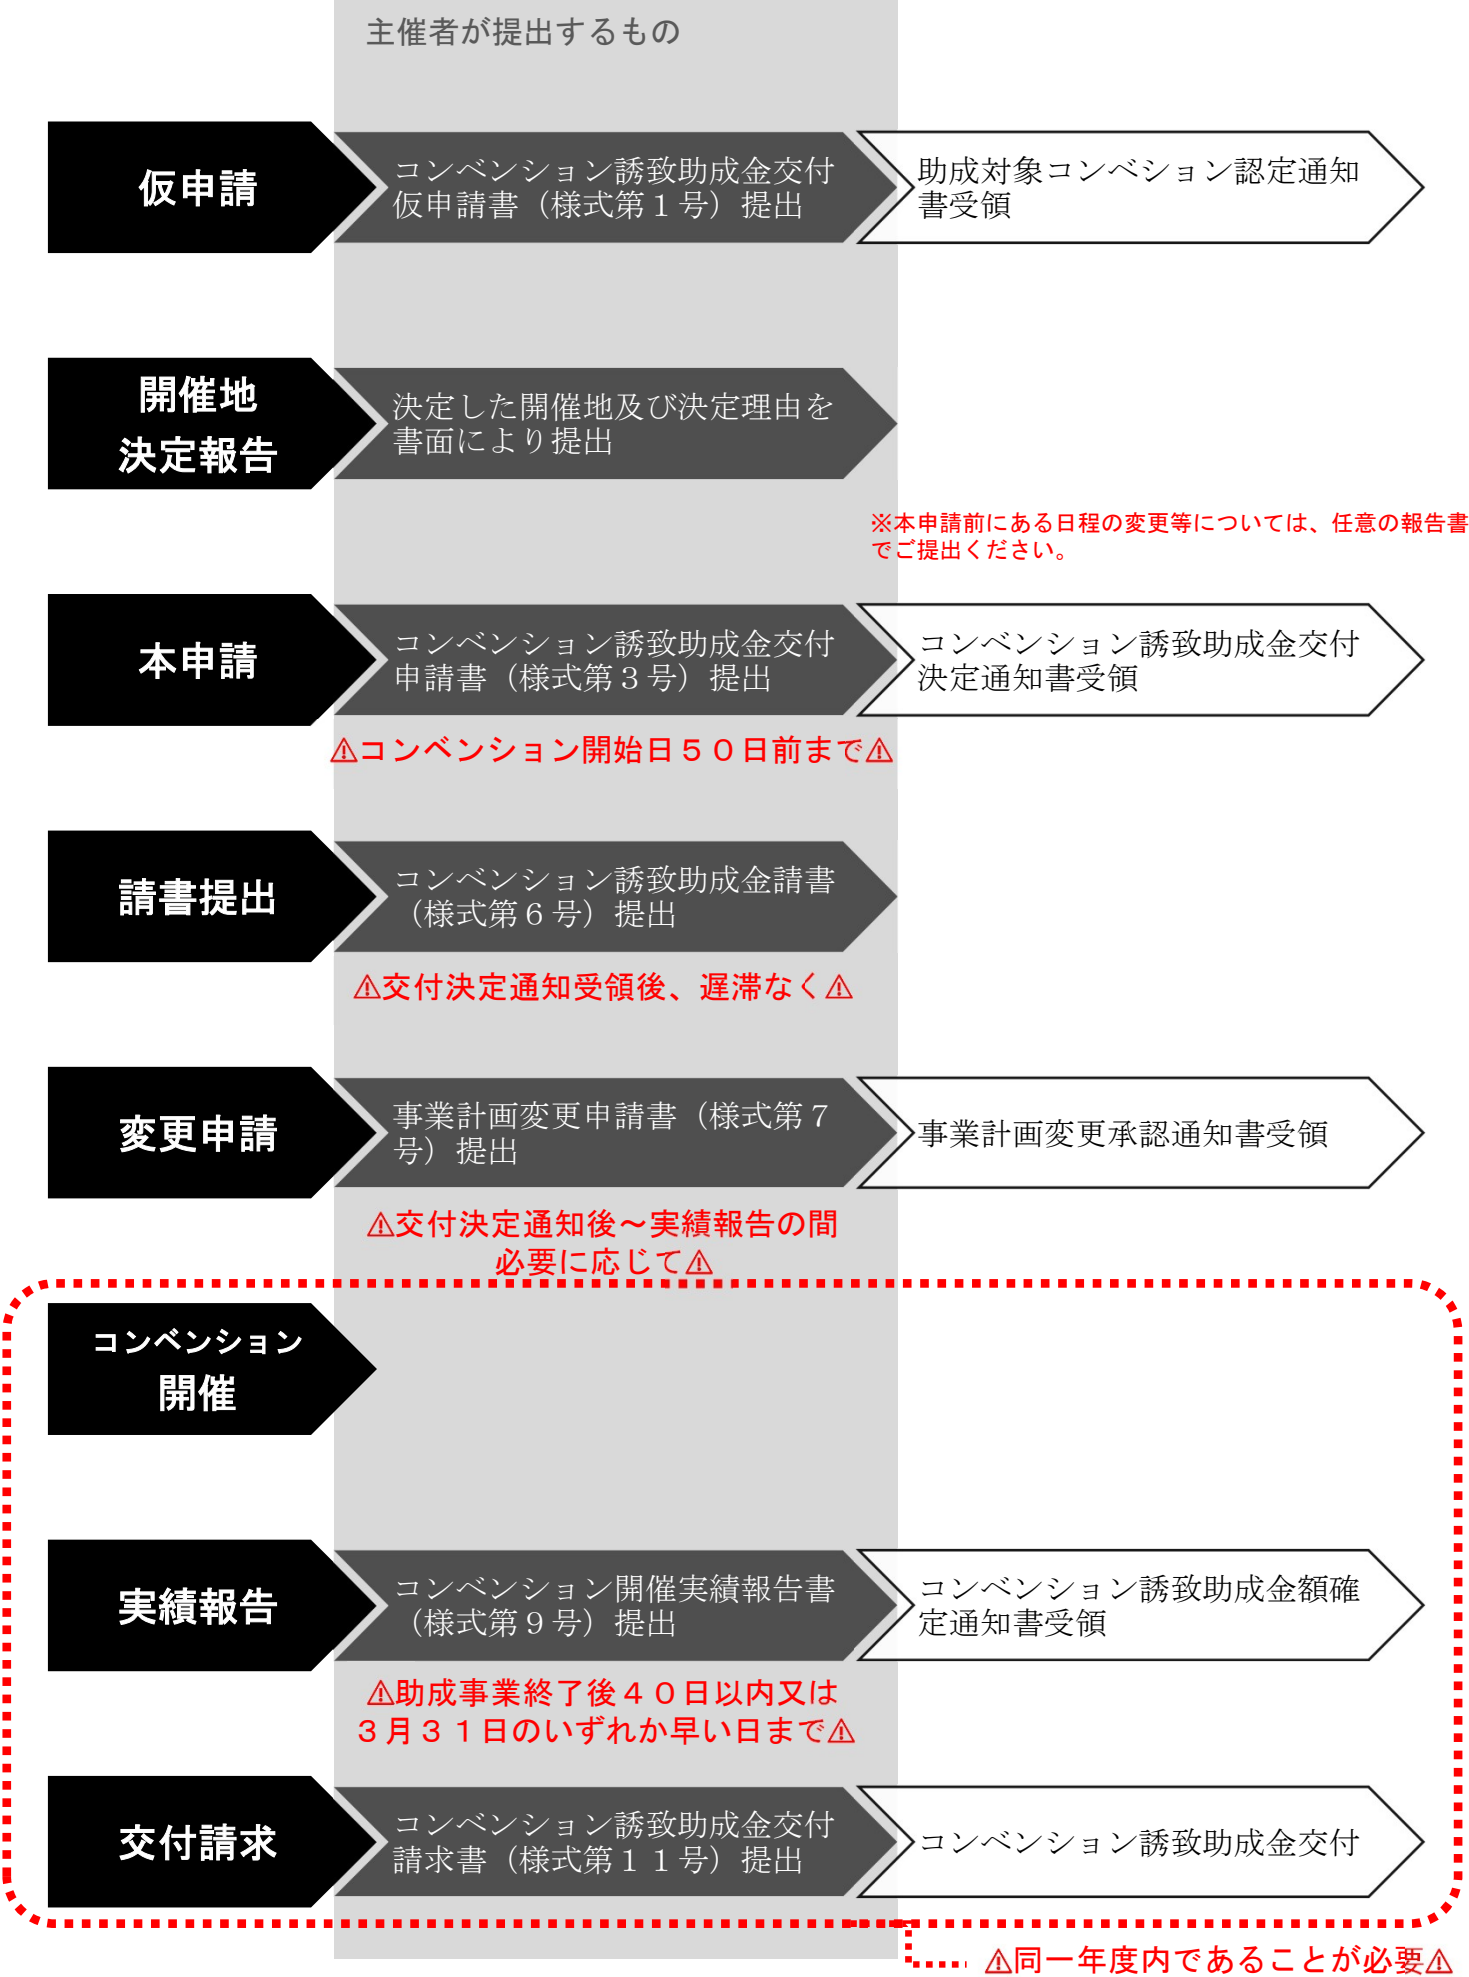 主催者が提出するもの
仮申請
コンベンション誘致助成金交付
仮申請書（様式第１号）提出
助成対象コンベション認定通知
書受領
開催地
決定報告
決定した開催地及び決定理由を
書面により提出
※本申請前にある日程の変更等については、任意の報告書
でご提出ください。
本申請
コンベンション誘致助成金交付
申請書（様式第３号）提出
コンベンション誘致助成金交付
決定通知書受領
⚠コンベンション開始日５０日前まで⚠
請書提出
コンベンション誘致助成金請書
（様式第６号）提出
⚠交付決定通知受領後、遅滞なく⚠
変更申請
事業計画変更申請書（様式第７
号）提出
事業計画変更承認通知書受領
⚠交付決定通知後～実績報告の間
必要に応じて⚠
コンベンション
開催
実績報告
コンベンション開催実績報告書
（様式第９号）提出
コンベンション誘致助成金額確
定通知書受領
⚠助成事業終了後４０日以内又は
３月３１日のいずれか早い日まで⚠
交付請求
コンベンション誘致助成金交付
請求書（様式第１１号）提出
コンベンション誘致助成金交付
⚠同一年度内であることが必要⚠